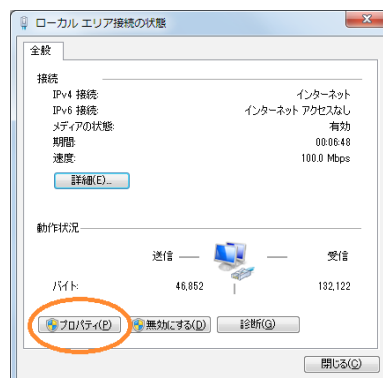 ローカル エリア接続の状態
全般
接続
IPv4 接続: インターネット
IPv6 接続: インターネット アクセスなし
メディアの状態: 有効
期間: 00:06:48
速度: 100.0 Mbps
詳細(E)...
動作状況
送信 受信
バイト: 46,852 132,122
プロパティ(P) 無効にする(D) 診断(G)
閉じる(C)